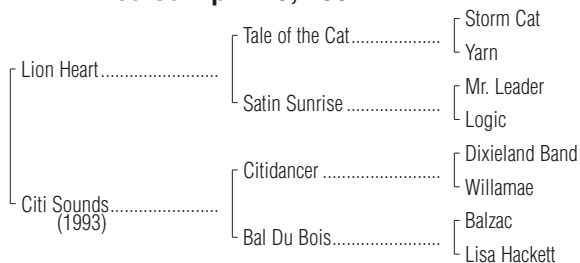 Storm Cat
Tale of the Cat
Yarn
Lion Heart
Mr. Leader
Satin Sunrise
Logic
Dixieland Band
Citidancer
Willamae
Citi Sounds
(1993)
Balzac
Bal Du Bois
Lisa Hackett